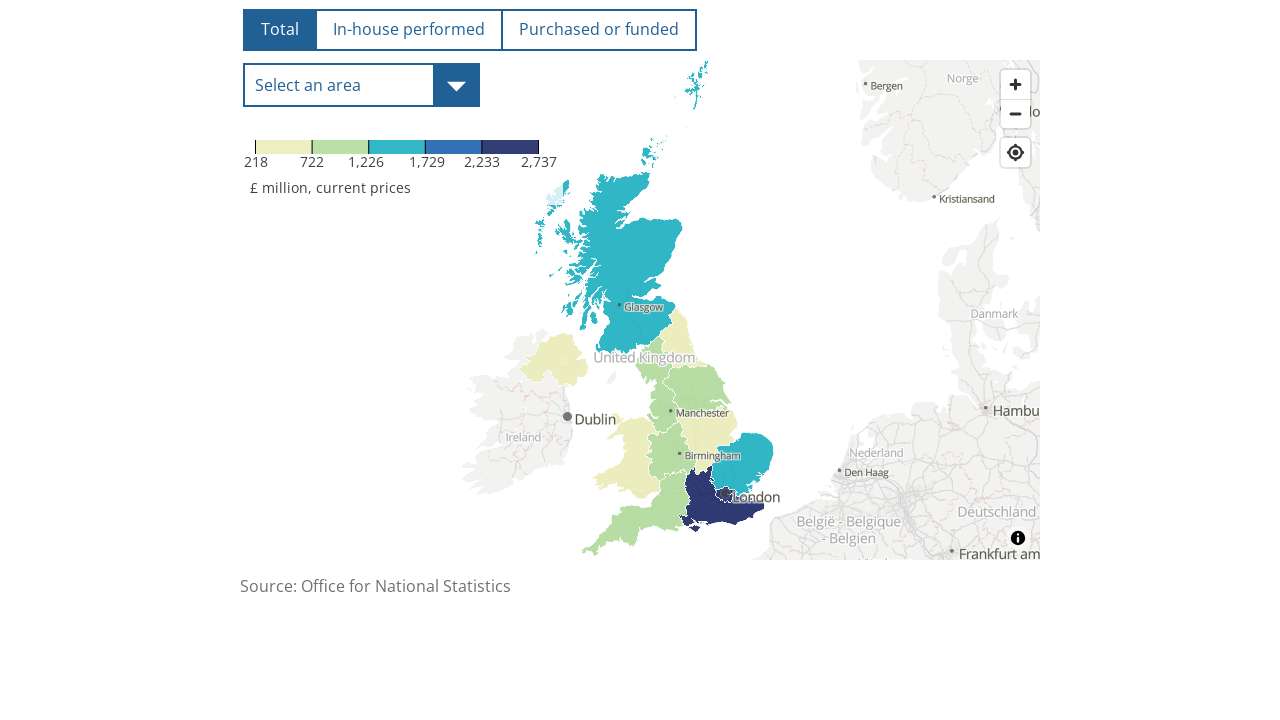 Total
In-house performed
Purchased or funded
Select an area
218
722
1,226
1,729
2,233
2,737
£ million, current prices
Bergen
Norge
Kristiansand
Danmark
Glasgow
United Kingdom
Manchester
Dublin
Ireland
Birmingham
London
Hambu
Nederland
Den Haag
België - Belgique
- Belgien
Deutschland
Frankfurt am
Source: Office for National Statistics